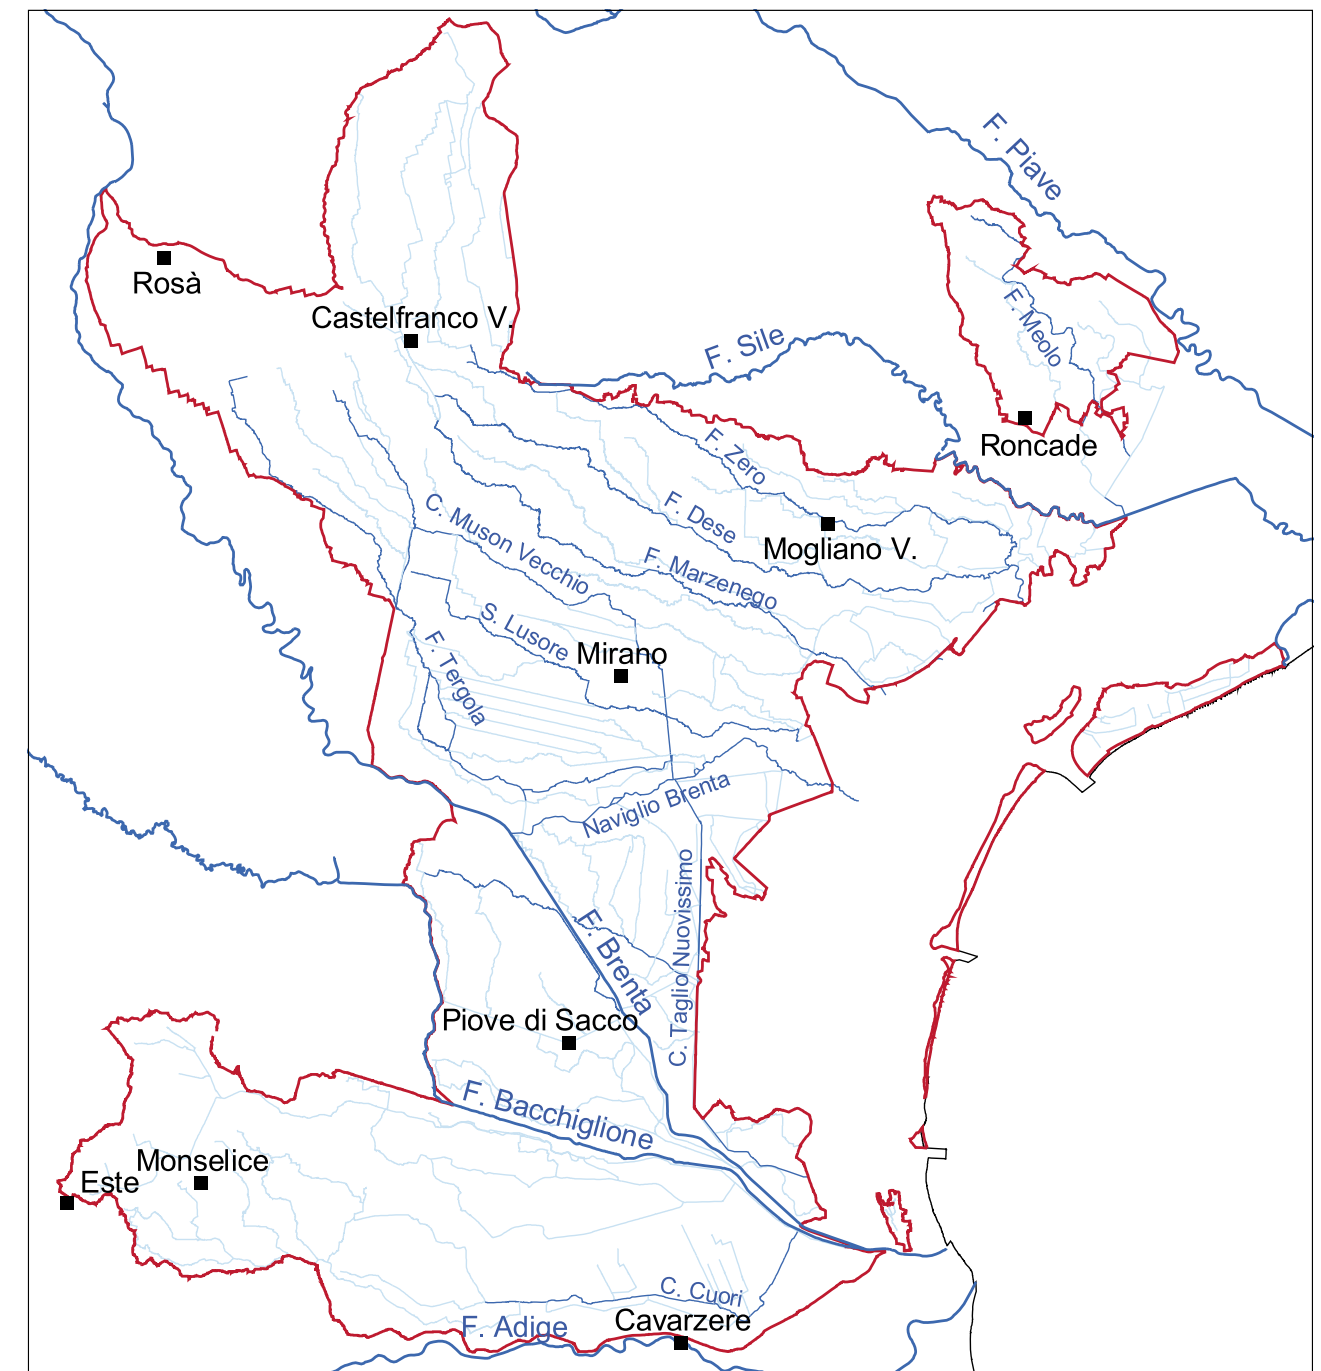 F. Piave
Rosà
Castelfranco V.
F. Sile
F. Meolo
Roncade
F. Zero
F. Dese
Mogliano V.
C. Muson Vecchio
F. Marzenego
S. Lusore
Mirano
F. Tergola
Naviglio Brenta
C. Taglio Nuovissimo
F. Brenta
Piove di Sacco
F. Bacchiglione
Monselice
Este
C. Cuori
Cavarzere
F. Adige